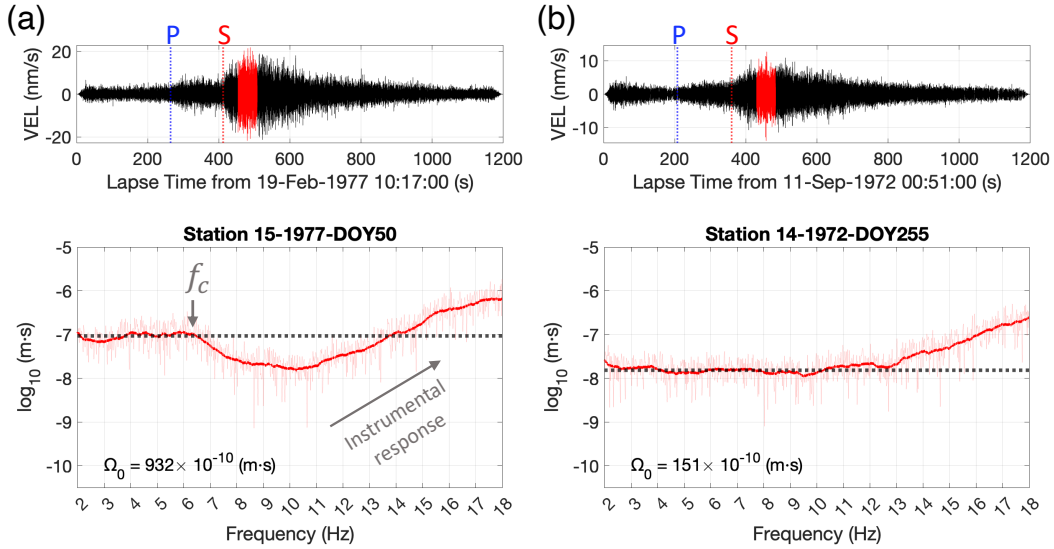 (a)
P
S
VEL (nm/s)
20
0
-20
0 200 400 600 800 1000 1200
Lapse Time from 19-Feb-1977 10:17:00 (s)
Station 15-1977-DOY50
log10 (m·s)
-5
-6
-7
-8
-9
-10
fc
Instrumental
response
Ω0 = 932× 10-10 (m·s)
2 3 4 5 6 7 8 9 10 11 12 13 14 15 16 17 18
Frequency (Hz)
(b)
P
S
VEL (nm/s)
10
0
-10
0 200 400 600 800 1000 1200
Lapse Time from 11-Sep-1972 00:51:00 (s)
Station 14-1972-DOY255
log10 (m·s)
-5
-6
-7
-8
-9
-10
Ω0 = 151× 10-10 (m·s)
2 3 4 5 6 7 8 9 10 11 12 13 14 15 16 17 18
Frequency (Hz)